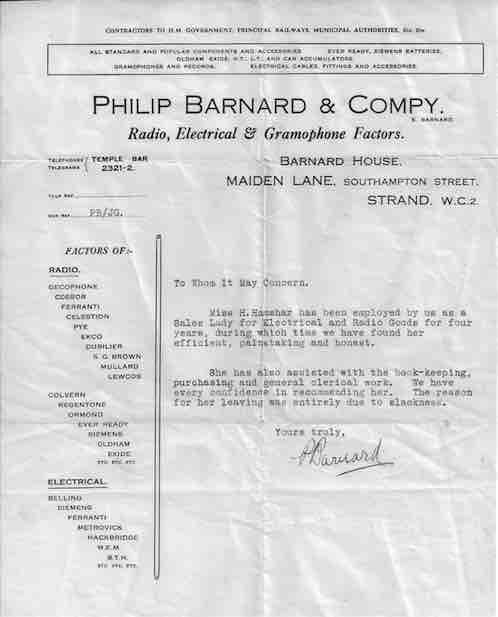 CONTRACTORS TO H.M. GOVERNMENT, PRINCIPAL RAILWAYS, MUNICIPAL AUTHORITIES, Etc. Etc.
ALL STANDARD AND POPULAR COMPONENTS AND ACCESSORIES EVER READY, SIEMENS BATTERIES.
OLDHAM EXIDE, H.T., L.T., AND CAR ACCUMULATORS.
GRAMOPHONES AND RECORDS. ELECTRICAL CABLES, FITTINGS AND ACCESSORIES.
PHILIP BARNARD & COMPY.
BARNARD.
Radio, Electrical & Gramophone Factors.
TELEPHONES TEMPLE BAR
TELEGRAMS 2321-2.
BARNARD HOUSE,
MAIDEN LANE, SOUTHAMPTON STREET,
STRAND, W.C.2.
YOUR REF.
OUR REF. PB/JG.
FACTORS OF:-
RADIO.
GECOPHONE
COSSOR
FERRANTI
CELESTION
PYE
EKCO
DUBILIER
S. G. BROWN
MULLARD
LEWCOS
COLVERN
REGENTONE
ORMOND
EVER READY
SIEMENS
OLDHAM
EXIDE
ETC. ETC. ETC.
ELECTRICAL.
BELLING
SIEMENS
FERRANTI
METROVICK
HACKBRIDGE
W.E.M.
B.T.H.
ETC. ETC. ETC.
To Whom It May Concern.
Miss H. has been employed by us as a
Sales Lady for Electrical and Radio Goods for four
years, during which time we have found her
efficient, painstaking and honest.
She has also assisted with the book-keeping,
purchasing and general clerical work. We have
every confidence in recommending her. The reason
for her leaving was entirely due to slackness.
Yours truly,
P Barnard